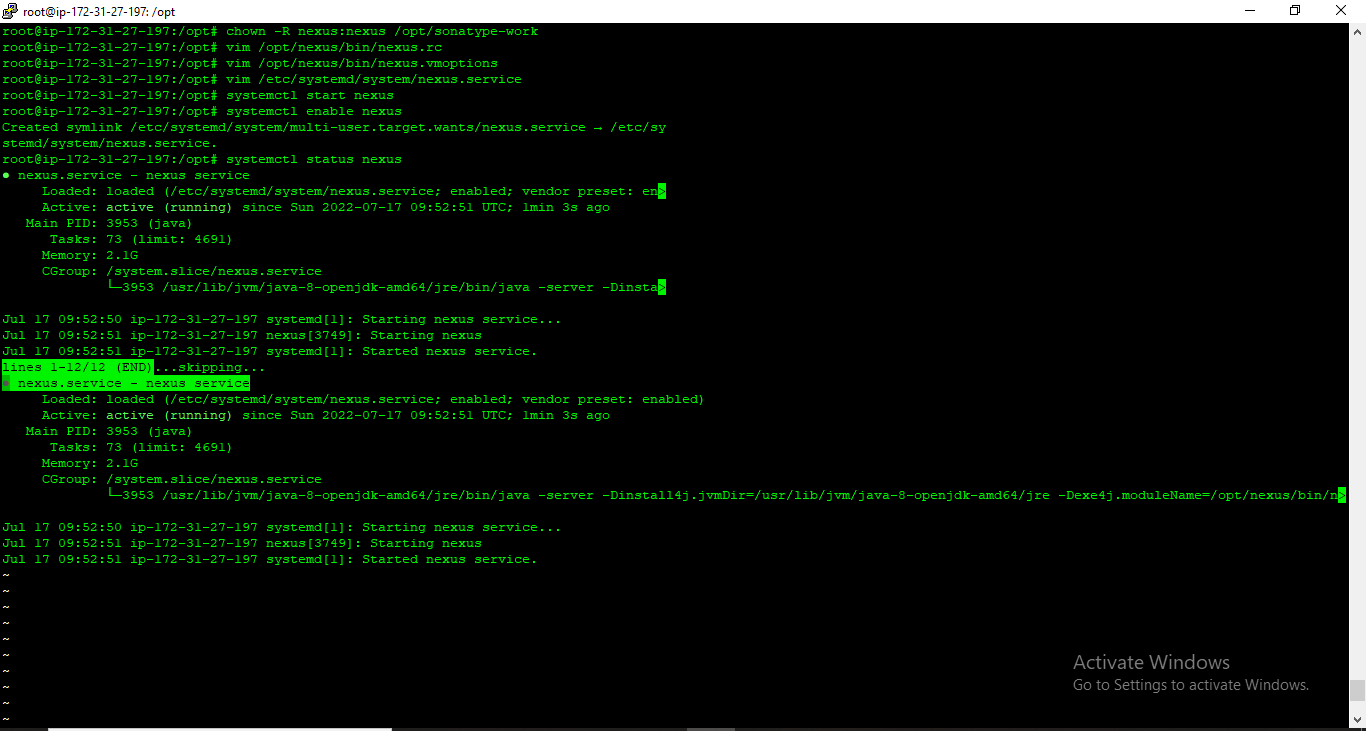 root@ip-172-31-27-197: /opt
root@ip-172-31-27-197:/opt# chown -R nexus:nexus /opt/sonatype-work
root@ip-172-31-27-197:/opt# vim /opt/nexus/bin/nexus.rc
root@ip-172-31-27-197:/opt# vim /opt/nexus/bin/nexus.vmoptions
root@ip-172-31-27-197:/opt# vim /etc/systemd/system/nexus.service
root@ip-172-31-27-197:/opt# systemctl start nexus
root@ip-172-31-27-197:/opt# systemctl enable nexus
Created symlink /etc/systemd/system/multi-user.target.wants/nexus.service → /etc/sy
stemd/system/nexus.service.
root@ip-172-31-27-197:/opt# systemctl status nexus
● nexus.service - nexus service
     Loaded: loaded (/etc/systemd/system/nexus.service; enabled; vendor preset: en>
     Active: active (running) since Sun 2022-07-17 09:52:51 UTC; 1min 3s ago
   Main PID: 3953 (java)
      Tasks: 73 (limit: 4691)
     Memory: 2.1G
     CGroup: /system.slice/nexus.service
             └─3953 /usr/lib/jvm/java-8-openjdk-amd64/jre/bin/java -server -Dinsta>
Jul 17 09:52:50 ip-172-31-27-197 systemd[1]: Starting nexus service...
Jul 17 09:52:51 ip-172-31-27-197 nexus[3749]: Starting nexus
Jul 17 09:52:51 ip-172-31-27-197 systemd[1]: Started nexus service.
lines 1-12/12 (END)...skipping...
● nexus.service - nexus service
     Loaded: loaded (/etc/systemd/system/nexus.service; enabled; vendor preset: enabled)
     Active: active (running) since Sun 2022-07-17 09:52:51 UTC; 1min 3s ago
   Main PID: 3953 (java)
      Tasks: 73 (limit: 4691)
     Memory: 2.1G
     CGroup: /system.slice/nexus.service
             └─3953 /usr/lib/jvm/java-8-openjdk-amd64/jre/bin/java -server -Dinstall4j.jvmDir=/usr/lib/jvm/java-8-openjdk-amd64/jre -Dexe4j.moduleName=/opt/nexus/bin/n>
Jul 17 09:52:50 ip-172-31-27-197 systemd[1]: Starting nexus service...
Jul 17 09:52:51 ip-172-31-27-197 nexus[3749]: Starting nexus
Jul 17 09:52:51 ip-172-31-27-197 systemd[1]: Started nexus service.
~
~
~
~
~
~
~
~
~
~
Activate Windows
Go to Settings to activate Windows.